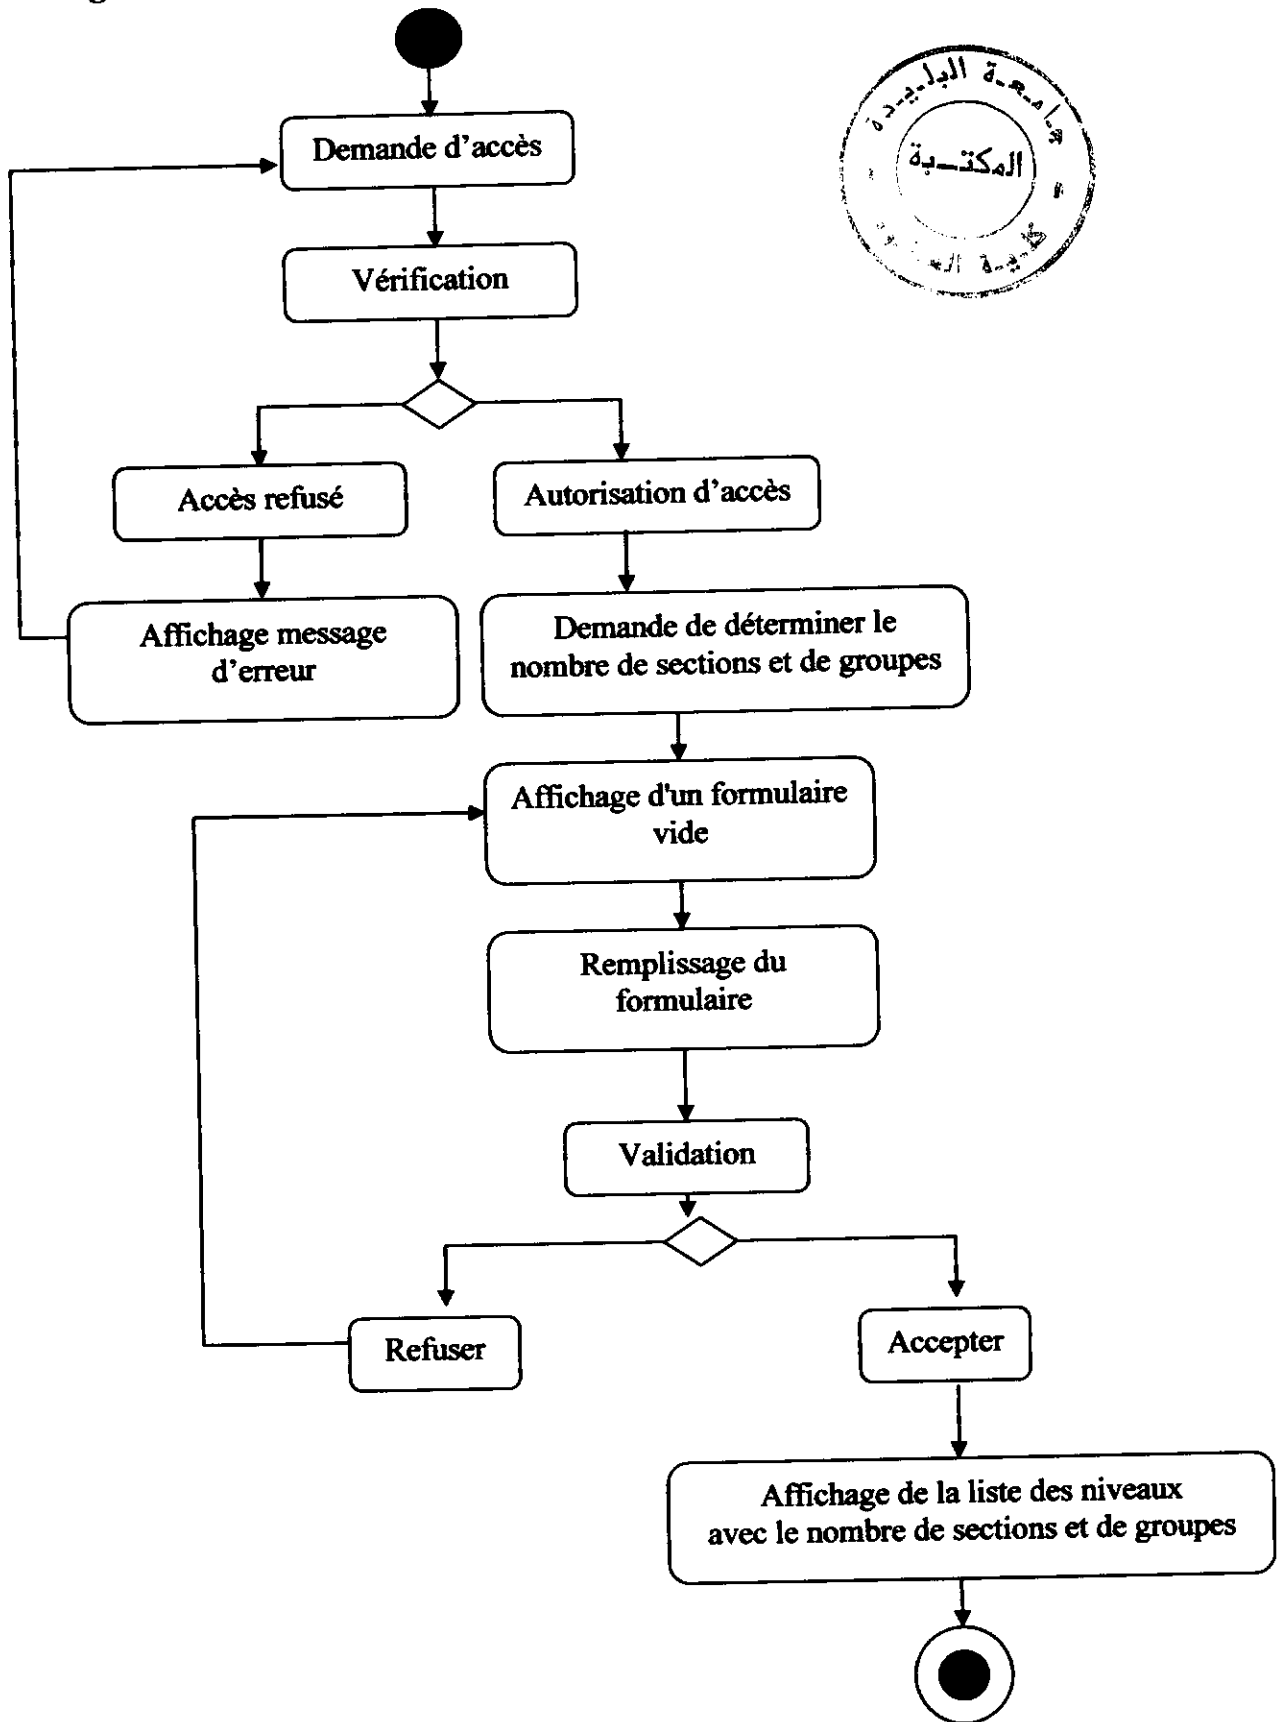 Demande d'accès
جامعة البليدة
المكتبة
Vérification
Accès refusé
Autorisation d'accès
Affichage message
d'erreur
Demande de déterminer le
nombre de sections et de groupes
Affichage d'un formulaire
vide
Remplissage du
formulaire
Validation
Refuser
Accepter
Affichage de la liste des niveaux
avec le nombre de sections et de groupes